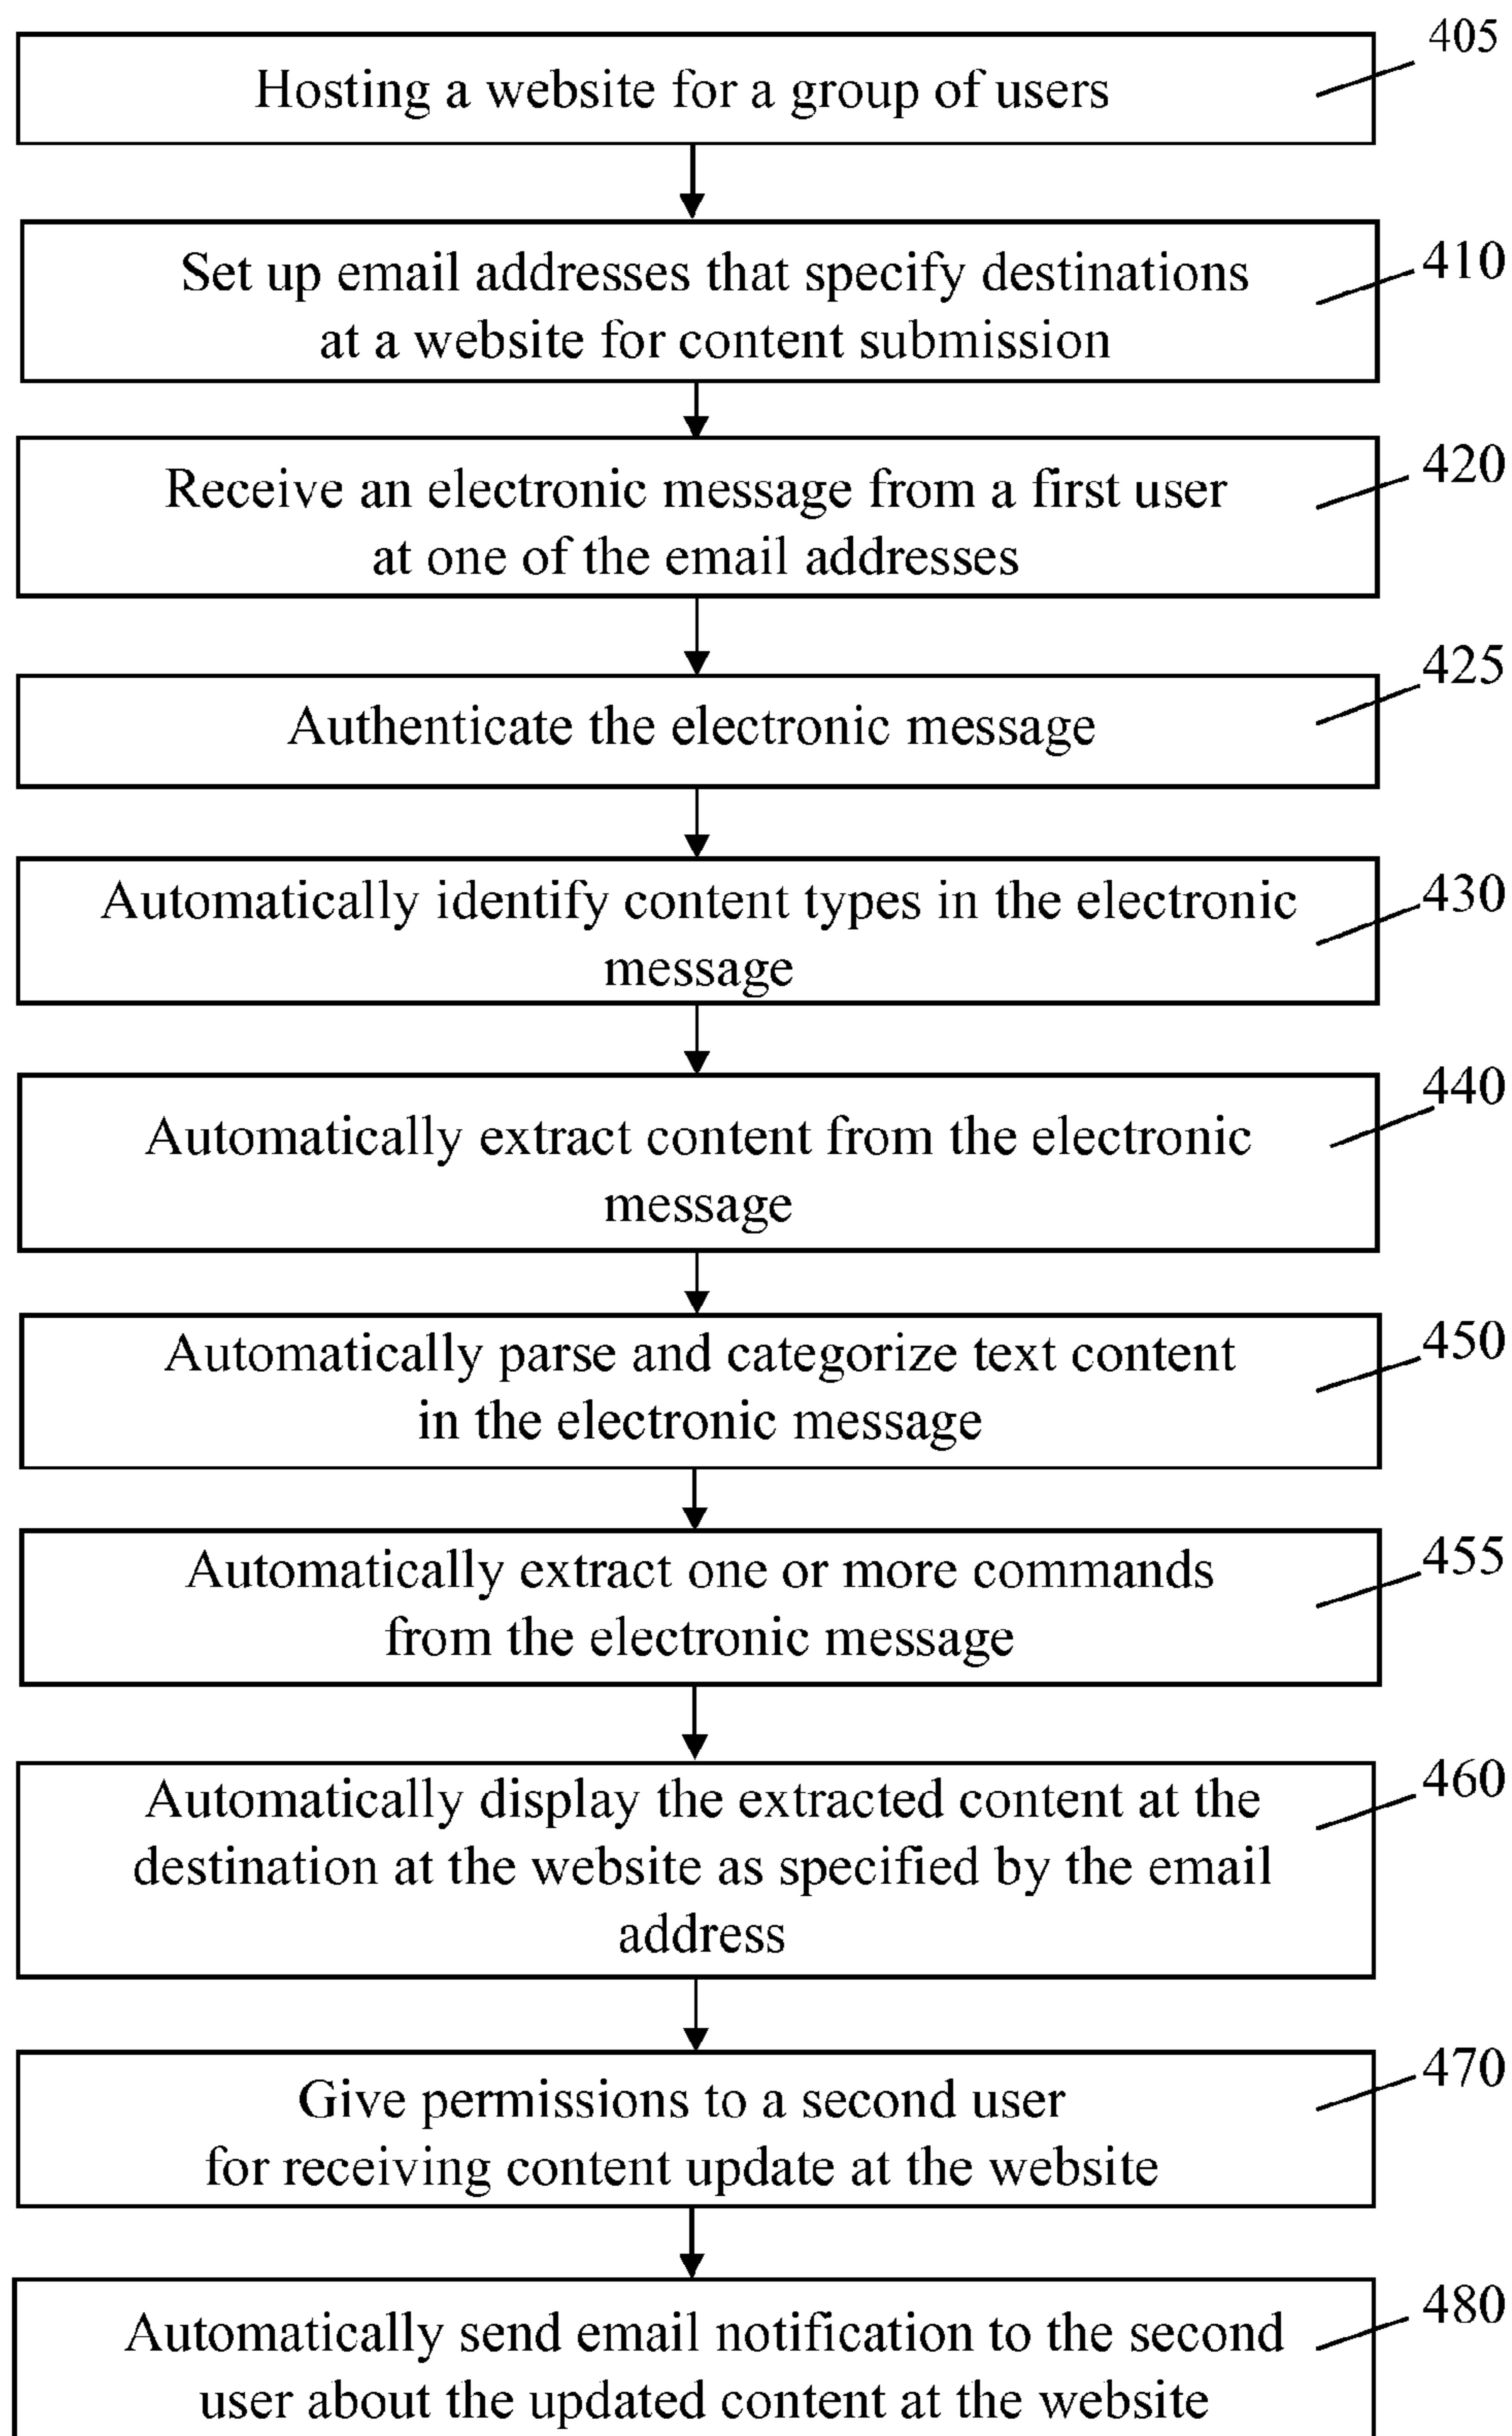 405
Hosting a website for a group of users
410
Set up email addresses that specify destinations
at a website for content submission
420
Receive an electronic message from a first user
at one of the email addresses
425
Authenticate the electronic message
430
Automatically identify content types in the electronic
message
440
Automatically extract content from the electronic
message
450
Automatically parse and categorize text content
in the electronic message
455
Automatically extract one or more commands
from the electronic message
460
Automatically display the extracted content at the
destination at the website as specified by the email
address
470
Give permissions to a second user
for receiving content update at the website
480
Automatically send email notification to the second
user about the updated content at the website